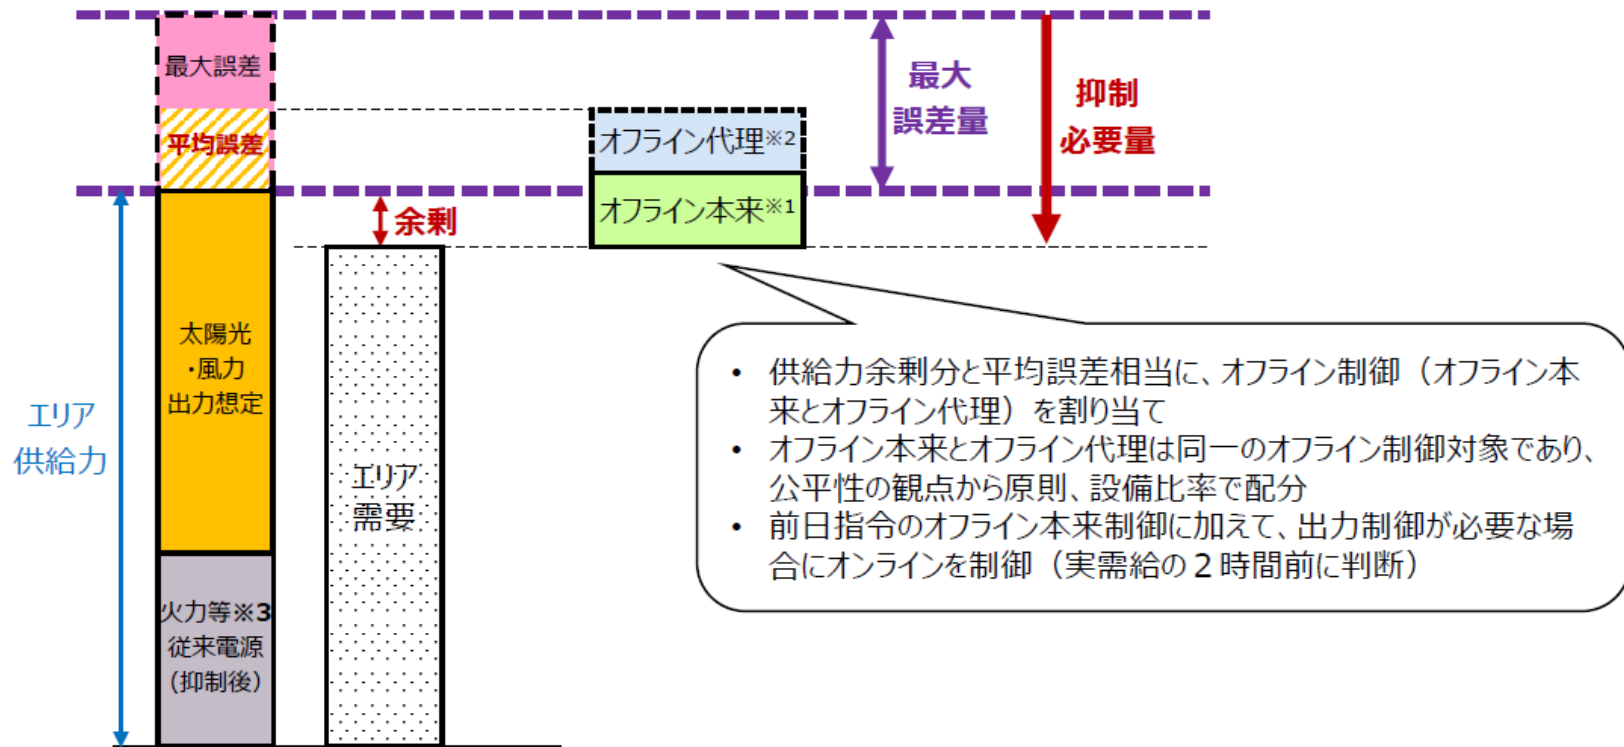 最大誤差
平均誤差
太陽光
・風力
出力想定
火力等※3
従来電源
(抑制後)
エリア
供給力
余剰
エリア
需要
オフライン代理※2
オフライン本来※1
最大
誤差量
抑制
必要量
• 供給力余剰分と平均誤差相当に、オフライン制御（オフライン本
来とオフライン代理）を割り当て
• オフライン本来とオフライン代理は同一のオフライン制御対象であり、
公平性の観点から原則、設備比率で配分
• 前日指令のオフライン本来制御に加えて、出力制御が必要な場
合にオンラインを制御（実需給の２時間前に判断）